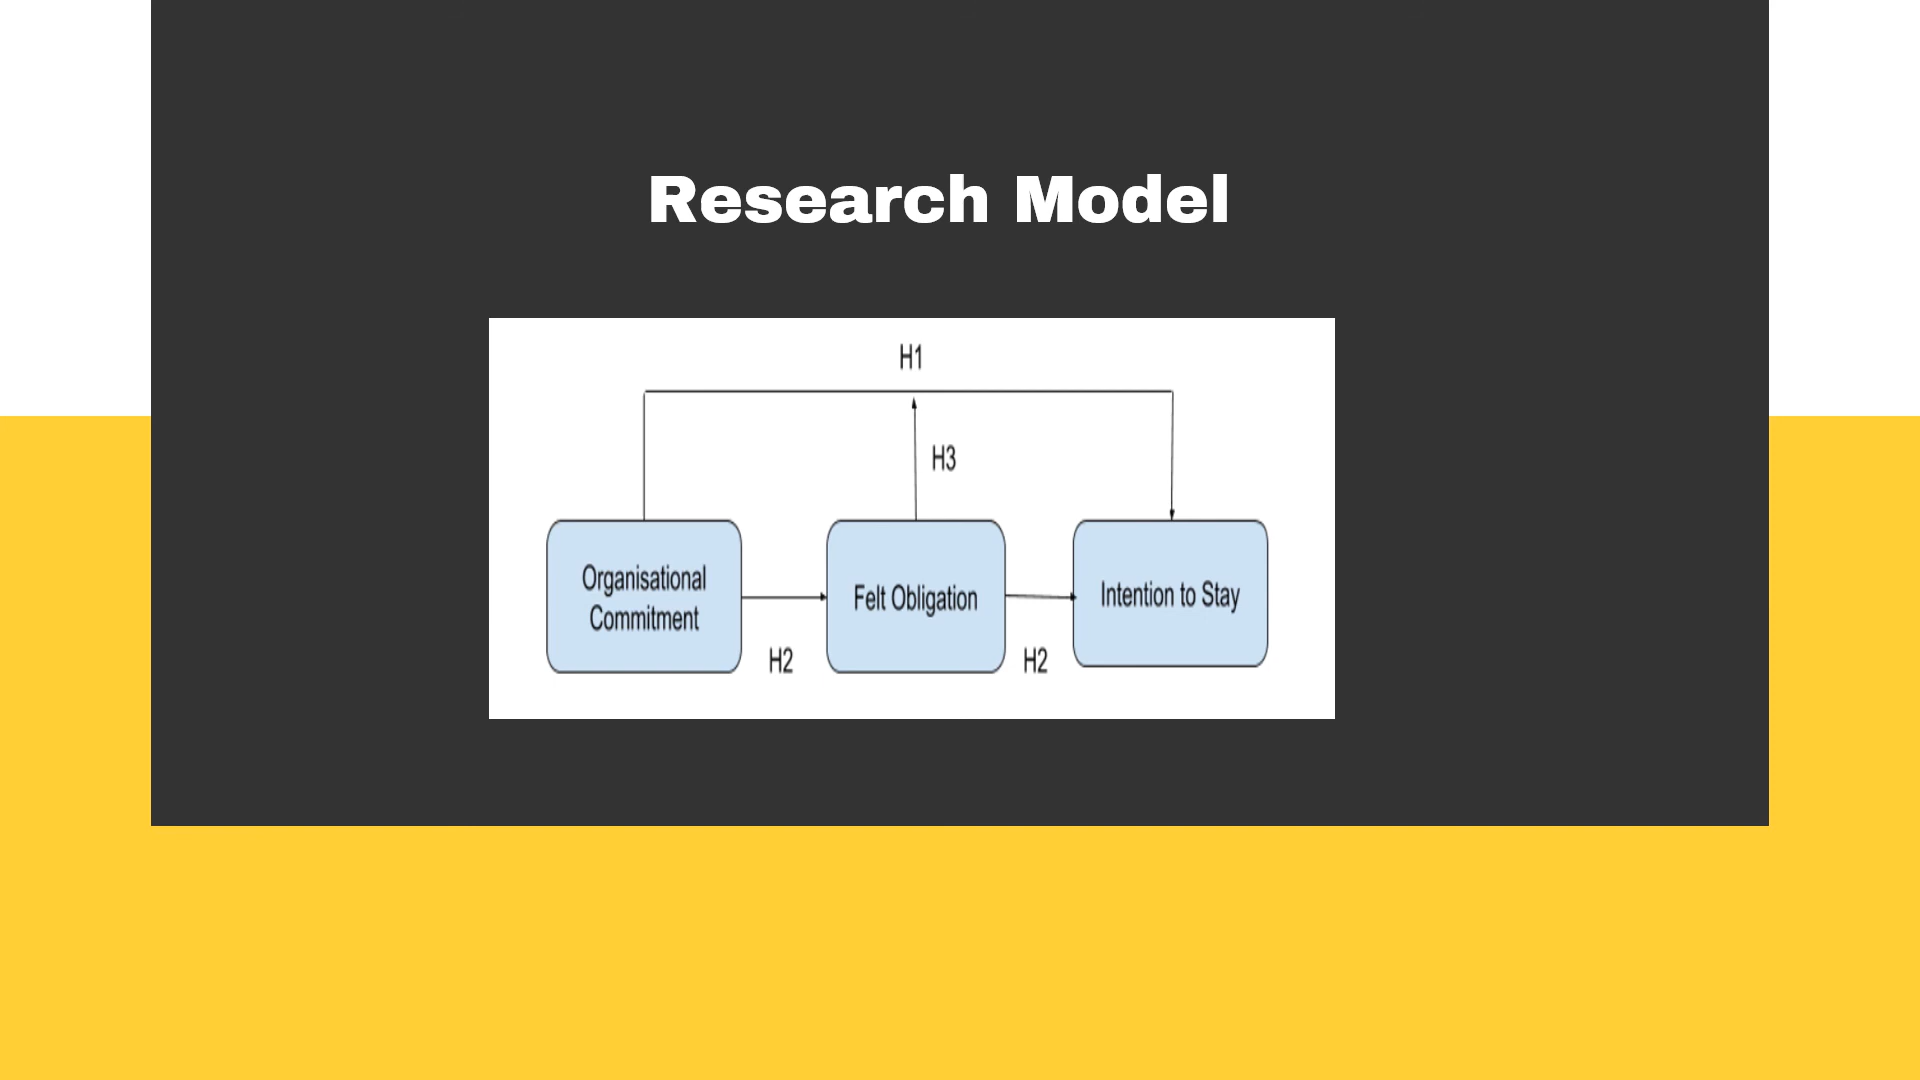 Research Model
H1
H3
Organisational
Commitment
Felt Obligation
Intention to Stay
H2
H2